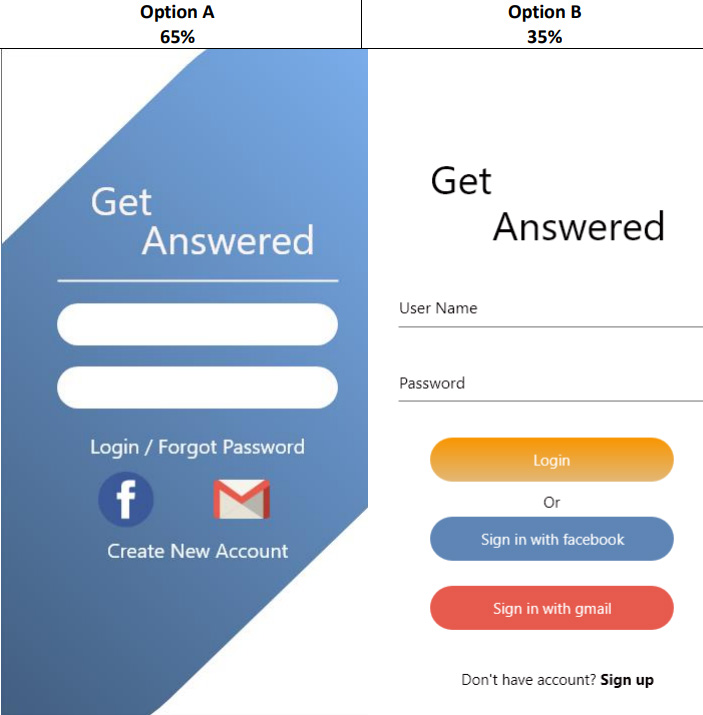 Option A
65%
Option B
35%
Get
Answered
Login / Forgot Password
f
Create New Account
Get
Answered
User Name
Password
Login
Or
Sign in with facebook
Sign in with gmail
Don't have account? Sign up